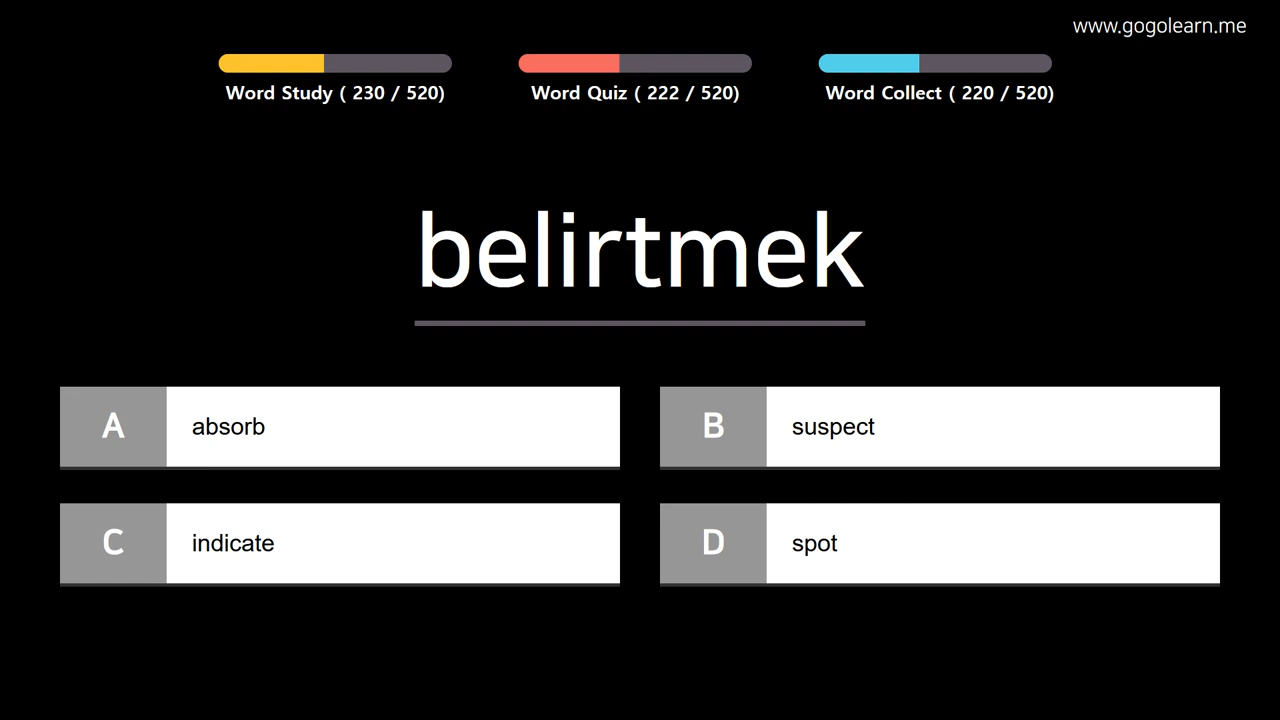 www.gogolearn.me
Word Study ( 230 / 520)
Word Quiz ( 222 / 520)
Word Collect ( 220 / 520)
belirtmek
A absorb
B suspect
C indicate
D spot